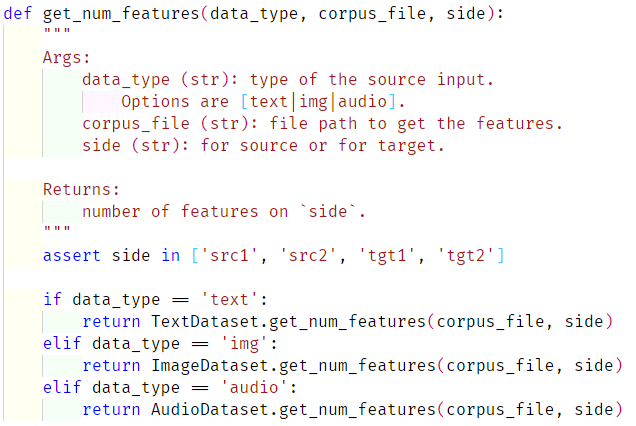 def get_num_features(data_type, corpus_file, side):
    """
    Args:
        data_type (str): type of the source input.
            Options are [text|img|audio].
        corpus_file (str): file path to get the features.
        side (str): for source or for target.

    Returns:
        number of features on `side`.
    """
    assert side in ['src1', 'src2', 'tgt1', 'tgt2']

    if data_type == 'text':
        return TextDataset.get_num_features(corpus_file, side)
    elif data_type == 'img':
        return ImageDataset.get_num_features(corpus_file, side)
    elif data_type == 'audio':
        return AudioDataset.get_num_features(corpus_file, side)